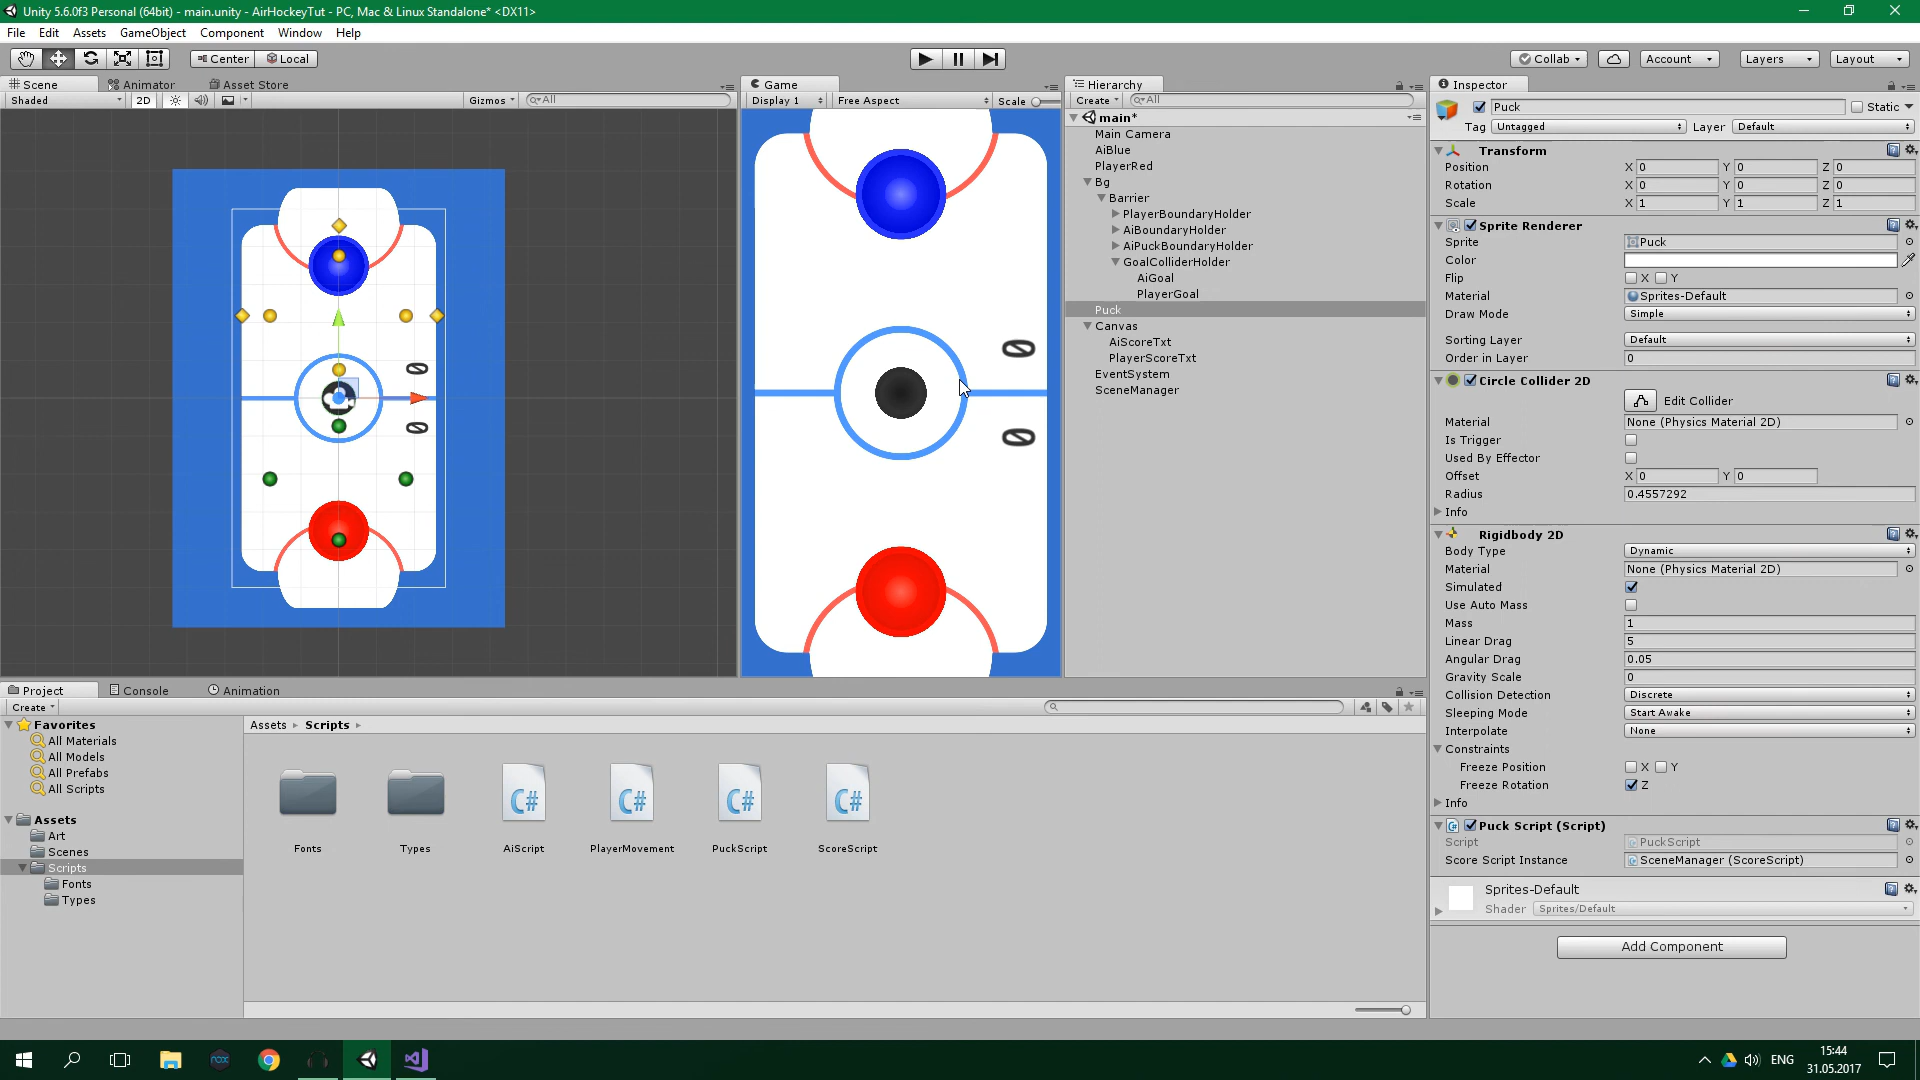 Unity 5.6.0f3 Personal (64bit) - main.unity - AirHockeyTut - PC, Mac & Linux Standalone* <DX11>
File Edit Assets GameObject Component Window Help
Center Local Collab Account Layers Layout
Scene Animator Asset Store
Shaded 2D Gizmos All
Game
Display 1 Free Aspect Scale
0
0
0
0
Hierarchy
Create All
main*
Main Camera
AiBlue
PlayerRed
Bg
Barrier
PlayerBoundaryHolder
AiBoundaryHolder
AiPuckBoundaryHolder
GoalColliderHolder
AiGoal
PlayerGoal
Puck
Canvas
AiScoreTxt
PlayerScoreTxt
EventSystem
SceneManager
Inspector
Puck Static
Tag Untagged Layer Default
Transform
Position X 0 Y 0 Z 0
Rotation X 0 Y 0 Z 0
Scale X 1 Y 1 Z 1
Sprite Renderer
Sprite Puck
Color
Flip X Y
Material Sprites-Default
Draw Mode Simple
Sorting Layer Default
Order in Layer 0
Circle Collider 2D
Edit Collider
Material None (Physics Material 2D)
Is Trigger
Used By Effector
Offset X 0 Y 0
Radius 0.4557292
Info
Rigidbody 2D
Body Type Dynamic
Material None (Physics Material 2D)
Simulated
Use Auto Mass
Mass 1
Linear Drag 5
Angular Drag 0.05
Gravity Scale 0
Collision Detection Discrete
Sleeping Mode Start Awake
Interpolate None
Constraints
Freeze Position X Y
Freeze Rotation Z
Info
Puck Script (Script)
Script PuckScript
Score Script Instance SceneManager (ScoreScript)
Sprites-Default
Shader Sprites/Default
Add Component
Project Console Animation
Create
Favorites
All Materials
All Models
All Prefabs
All Scripts
Assets
Art
Scenes
Scripts
Fonts
Types
Assets Scripts
Fonts Types AiScript PlayerMovement PuckScript ScoreScript
C# C# C# C#
nox
ENG
15:44
31.05.2017